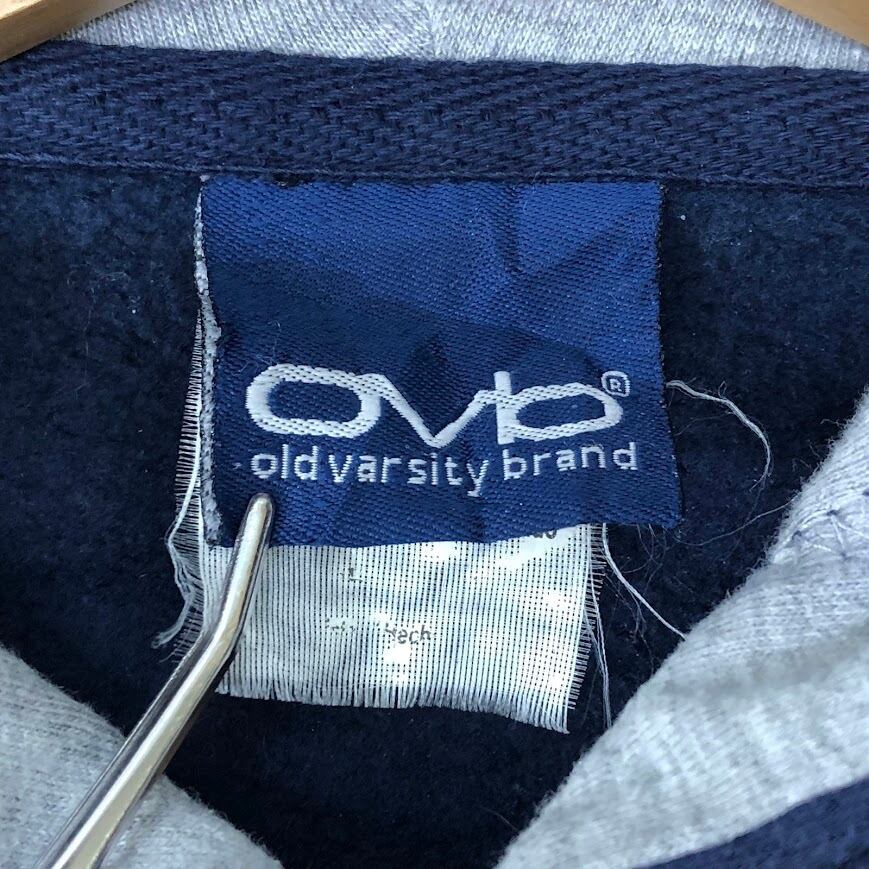 ovb®
old varsity brand
L